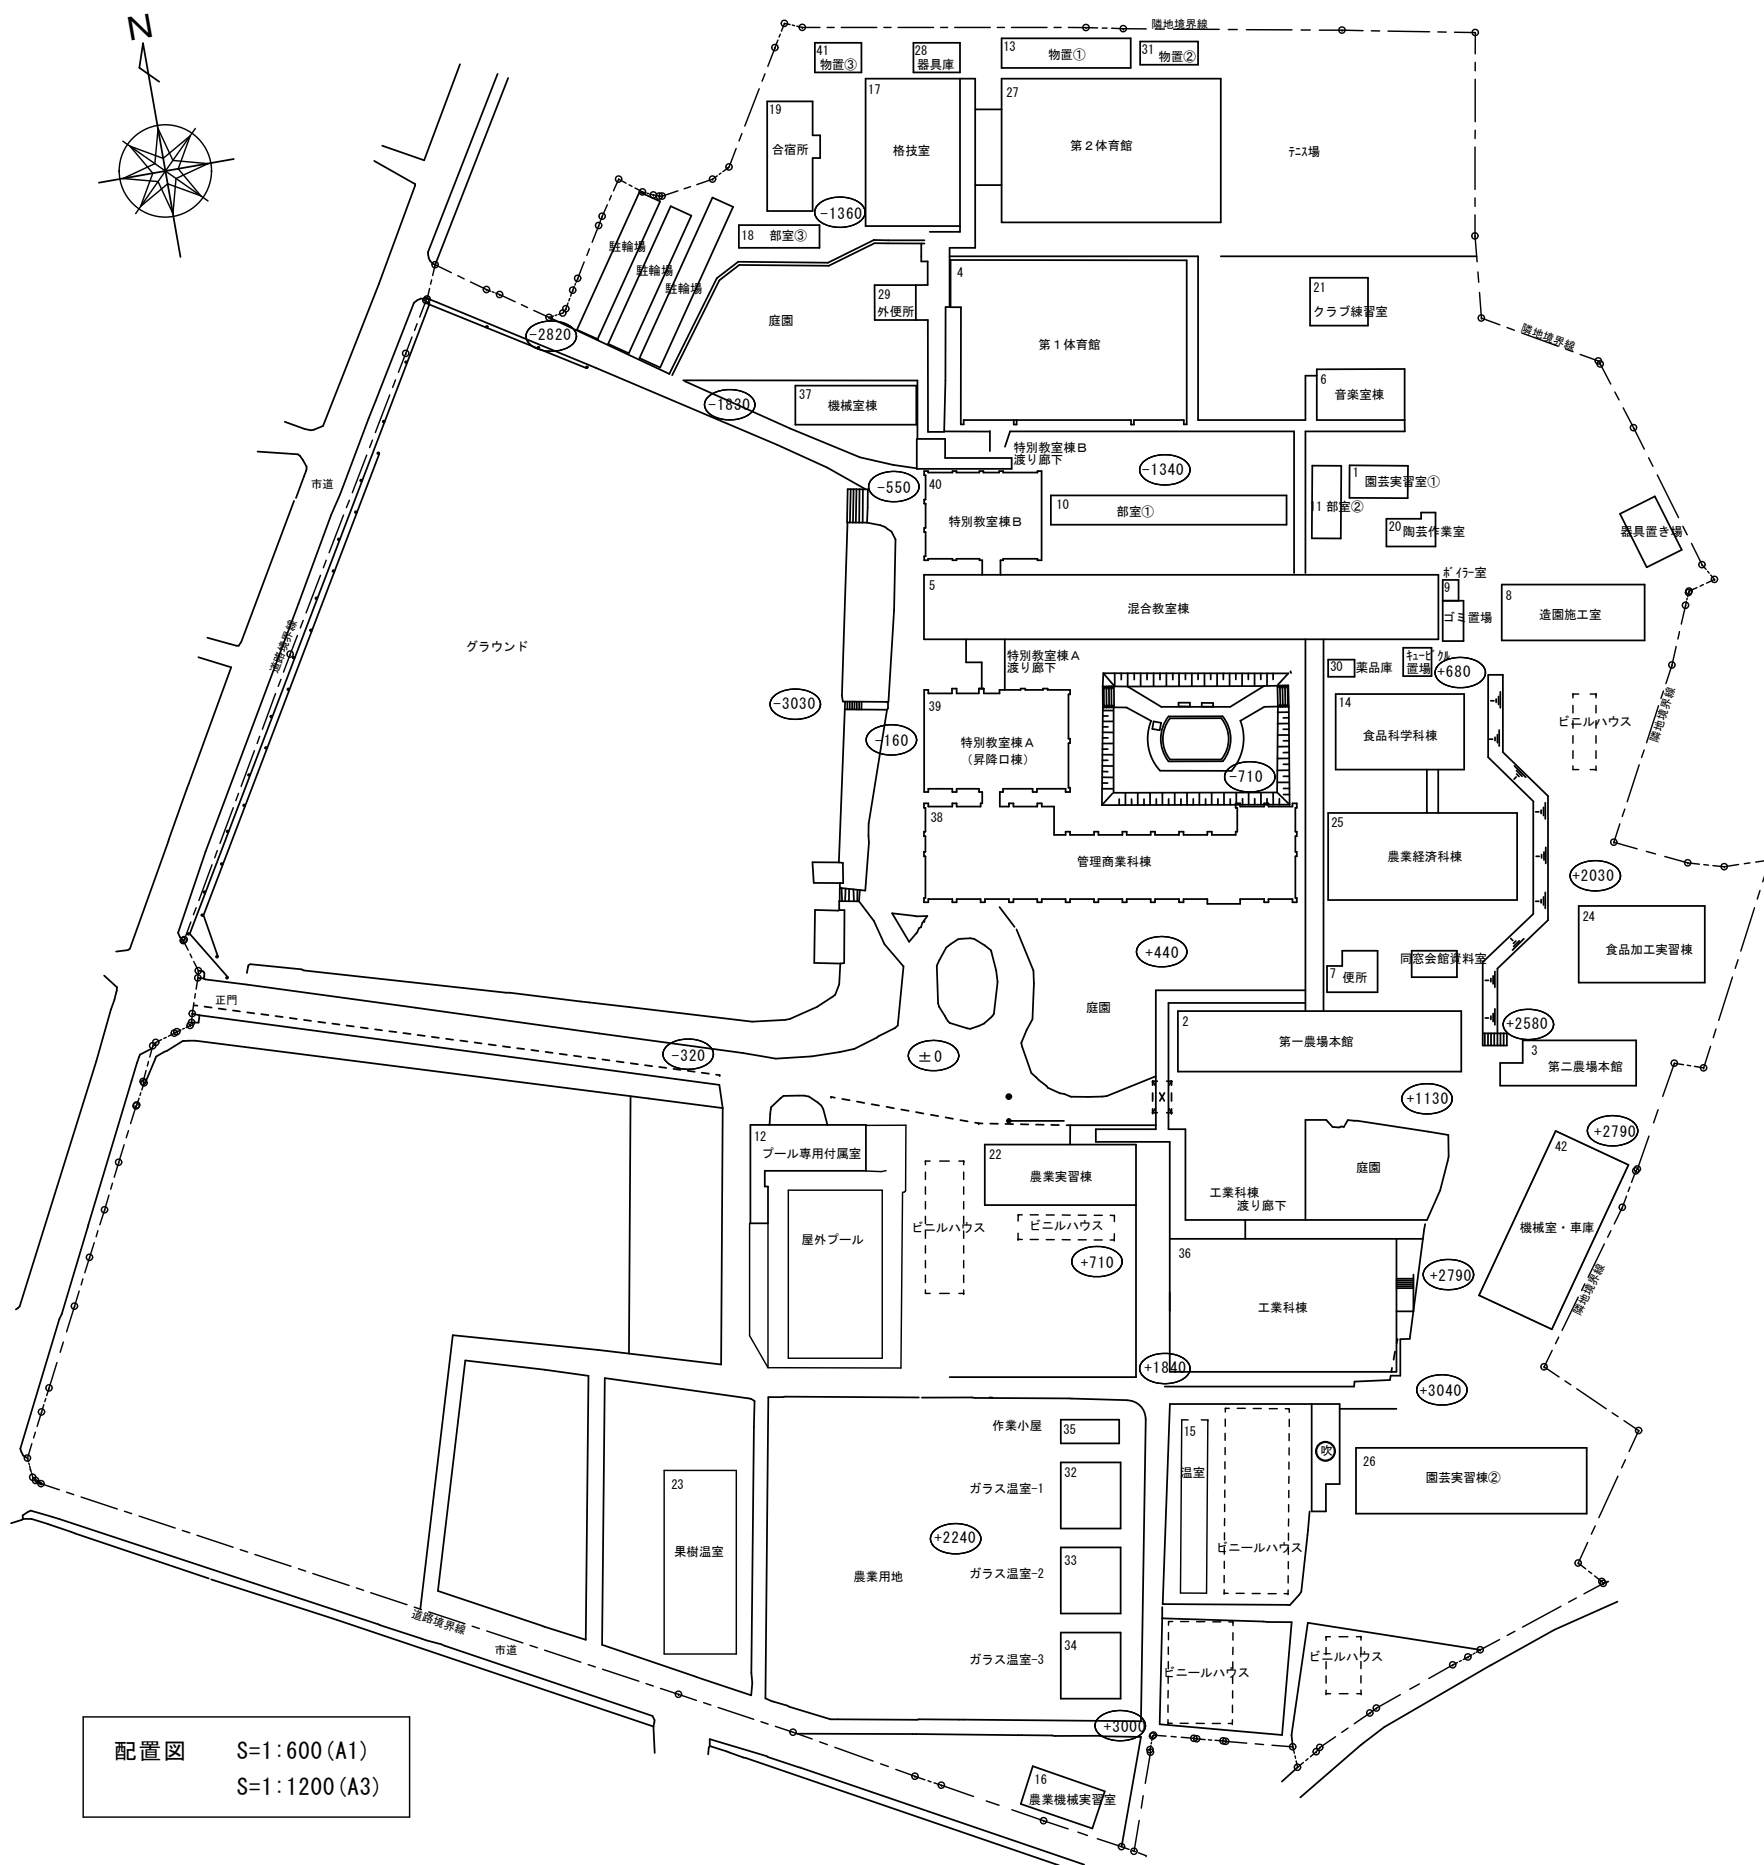 N
隣地境界線
41
物置③
28
器具庫
13
物置①
31
物置②
19
合宿所
17
格技室
27
第２体育館
テニス場
-1360
18 部室③
駐輪場
駐輪場
駐輪場
29
外便所
庭園
4
第１体育館
21
クラブ練習室
隣地境界線
-2820
-1830
37
機械室棟
6
音楽室棟
特別教室棟Ｂ
渡り廊下
-1340
市道
-550
40
特別教室棟Ｂ
10
部室①
11 部室②
1
園芸実習室①
20
陶芸作業室
器具置き場
ﾎﾞｲﾗｰ室
9
ゴミ置場
5
混合教室棟
8
造園施工室
道路境界線
グラウンド
特別教室棟Ａ
渡り廊下
30
薬品庫
ｷｭｰﾋﾞｸﾙ
置場
+680
-3030
-160
39
特別教室棟Ａ
（昇降口棟）
-710
14
食品科学科棟
ビニルハウス
隣地境界線
38
管理商業科棟
25
農業経済科棟
+2030
+440
24
食品加工実習棟
7 便所
同窓会館資料室
正門
庭園
2
第一農場本館
+2580
3
第二農場本館
-320
±0
+1130
+2790
12
プール専用付属室
22
農業実習棟
庭園
42
機械室・車庫
工業科棟
渡り廊下
屋外プール
ビニルハウス
ビニルハウス
+710
36
工業科棟
+2790
隣地境界線
+1840
+3040
作業小屋
35
15
温室
吹
26
園芸実習棟②
23
果樹温室
ガラス温室-1
32
ビニールハウス
+2240
農業用地
ガラス温室-2
33
ガラス温室-3
34
ビニールハウス
ビニルハウス
道路境界線
市道
+3000
16
農業機械実習室
配置図 S=1:600(A1)
S=1:1200(A3)